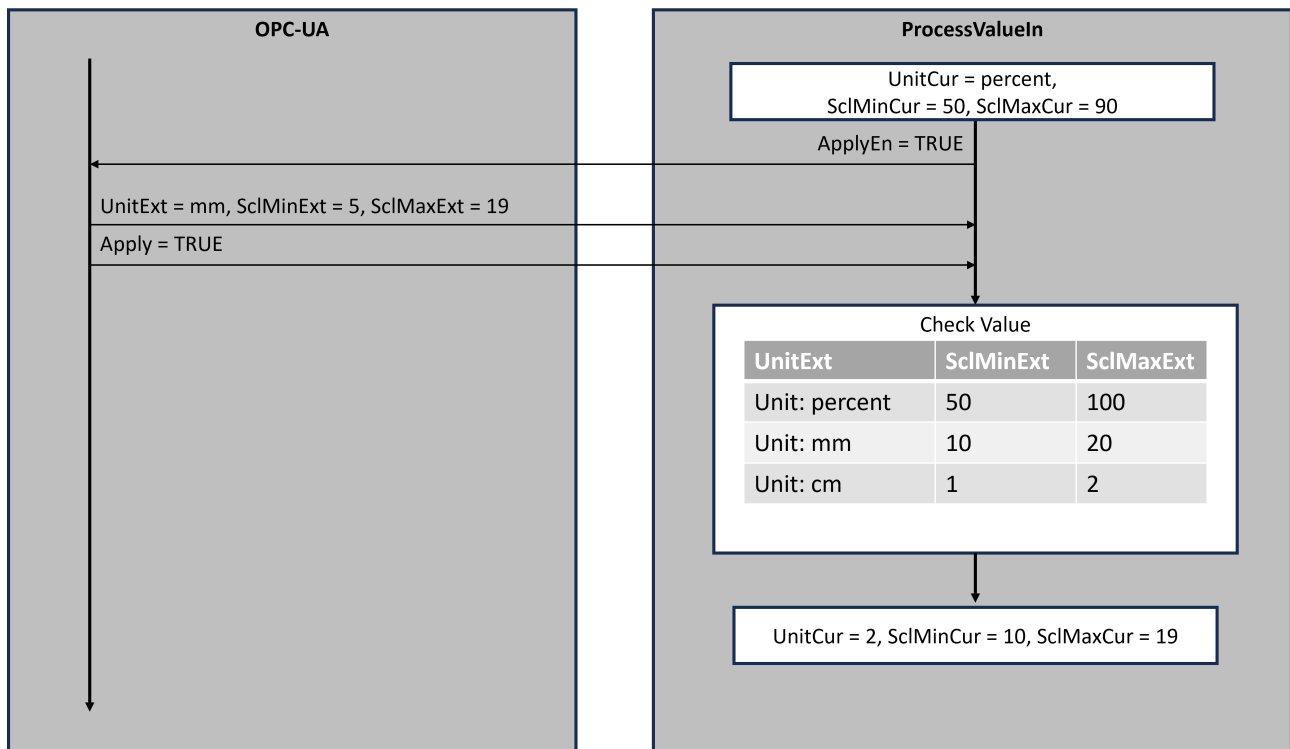 OPC-UA
ProcessValueIn
UnitCur = percent,
SclMinCur = 50, SclMaxCur = 90
ApplyEn = TRUE
UnitExt = mm, SclMinExt = 5, SclMaxExt = 19
Apply = TRUE
Check Value
UnitExt SclMinExt SclMaxExt
Unit: percent 50 100
Unit: mm 10 20
Unit: cm 1 2
UnitCur = 2, SclMinCur = 10, SclMaxCur = 19